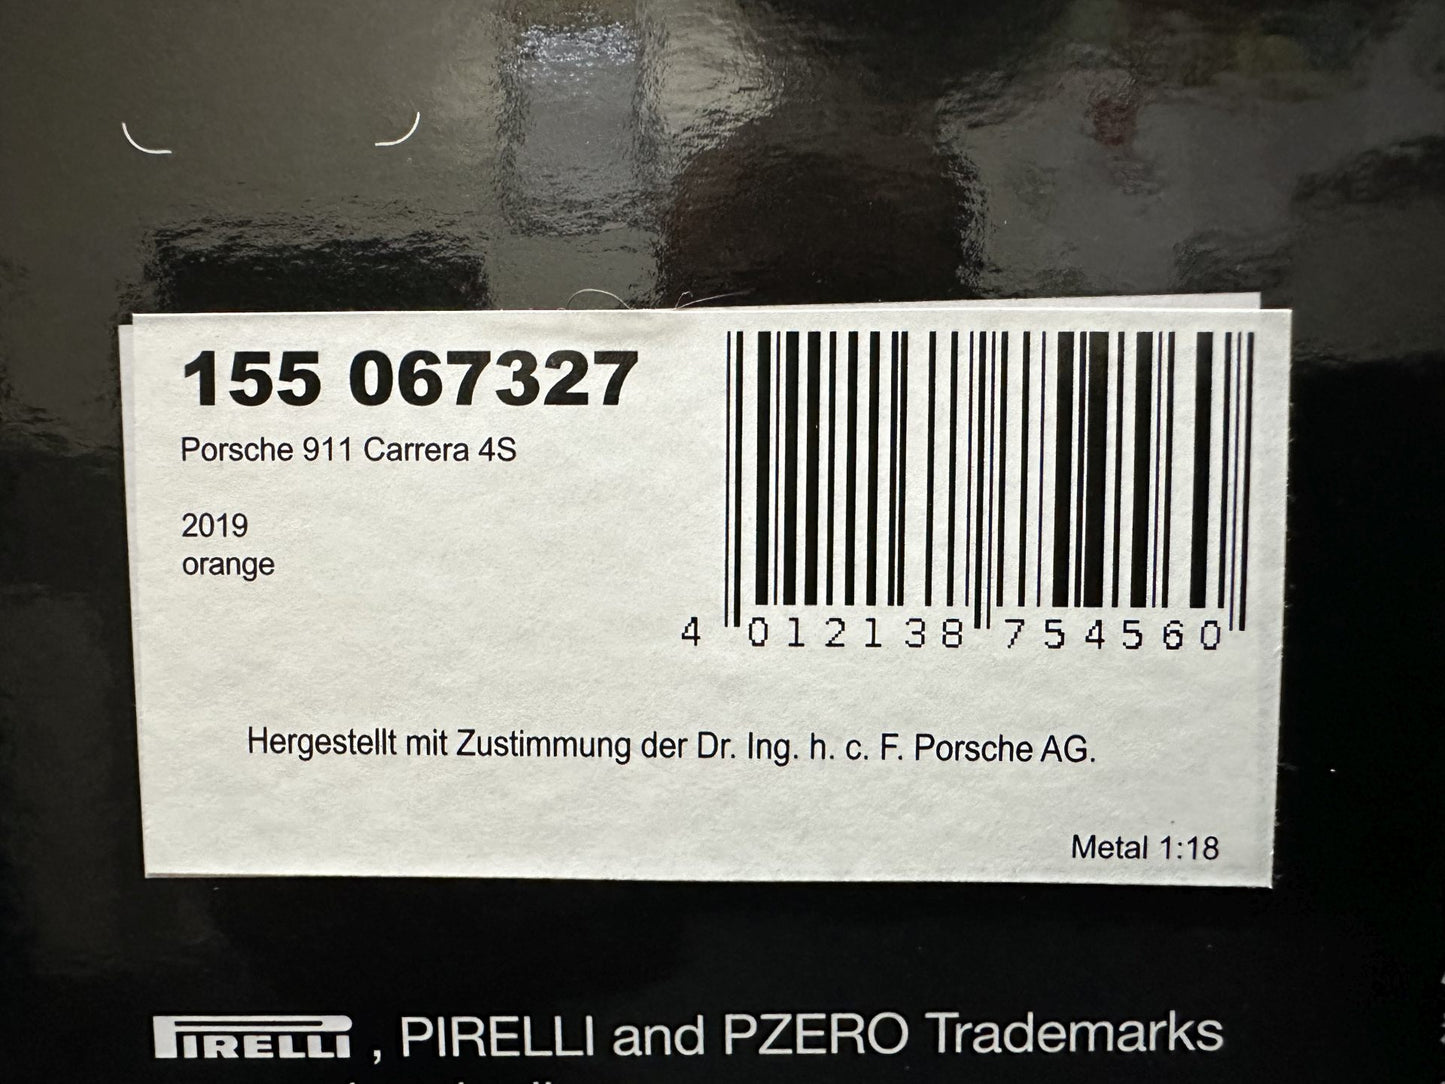 155 067327
Porsche 911 Carrera 4S
2019
orange
4 012138 754560
Hergestellt mit Zustimmung der Dr. Ing. h. c. F. Porsche AG.
Metal 1:18
PIRELLI , PIRELLI and PZERO Trademarks